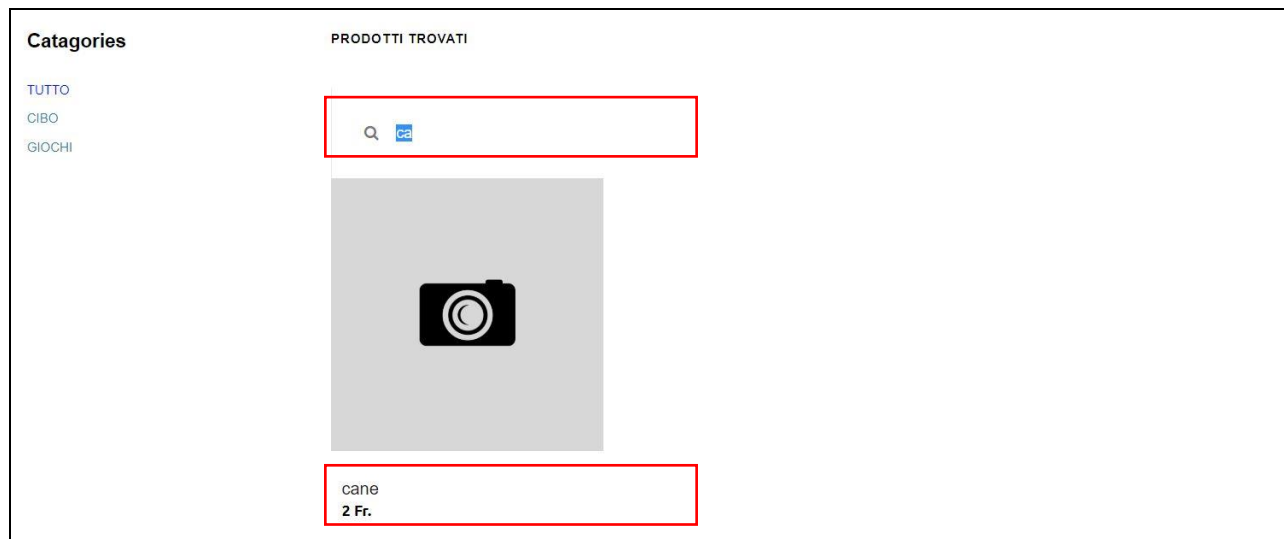 Catagories
TUTTO
CIBO
GIOCHI
PRODOTTI TROVATI
ca
cane
2 Fr.